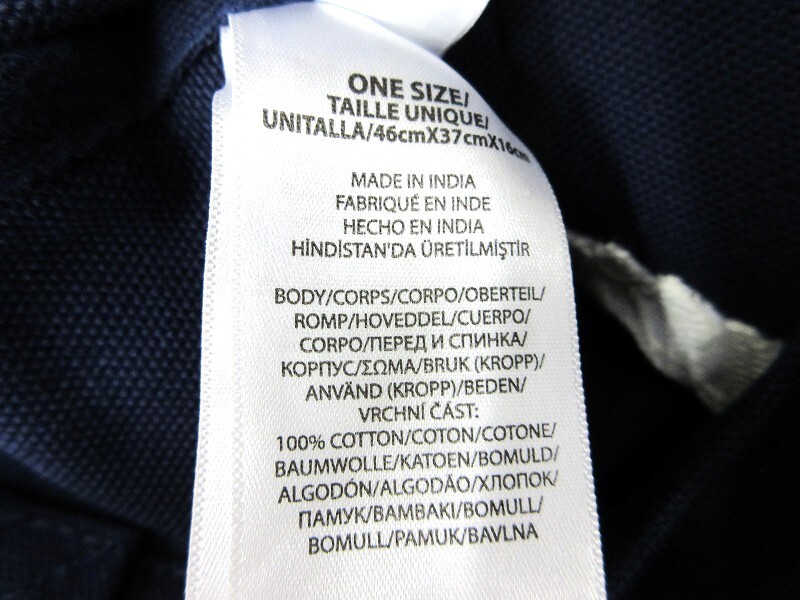 ONE SIZE/
TAILLE UNIQUE/
UNITALLA/46cmX37cmX16cm
MADE IN INDIA
FABRIQUÉ EN INDE
HECHO EN INDIA
HİNDİSTAN'DA ÜRETİLMİŞTİR
BODY/CORPS/CORPO/OBERTEIL/
ROMP/HOVEDDEL/CUERPO/
CORPO/ПЕРЕД И СПИНКА/
КОРПУС/ΣΩΜΑ/BRUK (KROPP)/
ANVÄND (KROPP)/BEDEN/
VRCHNÍ ČÁST:
100% COTTON/COTON/COTONE/
BAUMWOLLE/KATOEN/BOMULD/
ALGODÓN/ALGODÃO/ХЛОПОК/
ПАМУК/ΒΑΜΒΑΚΙ/BOMULL/
BOMULL/PAMUK/BAVLNA